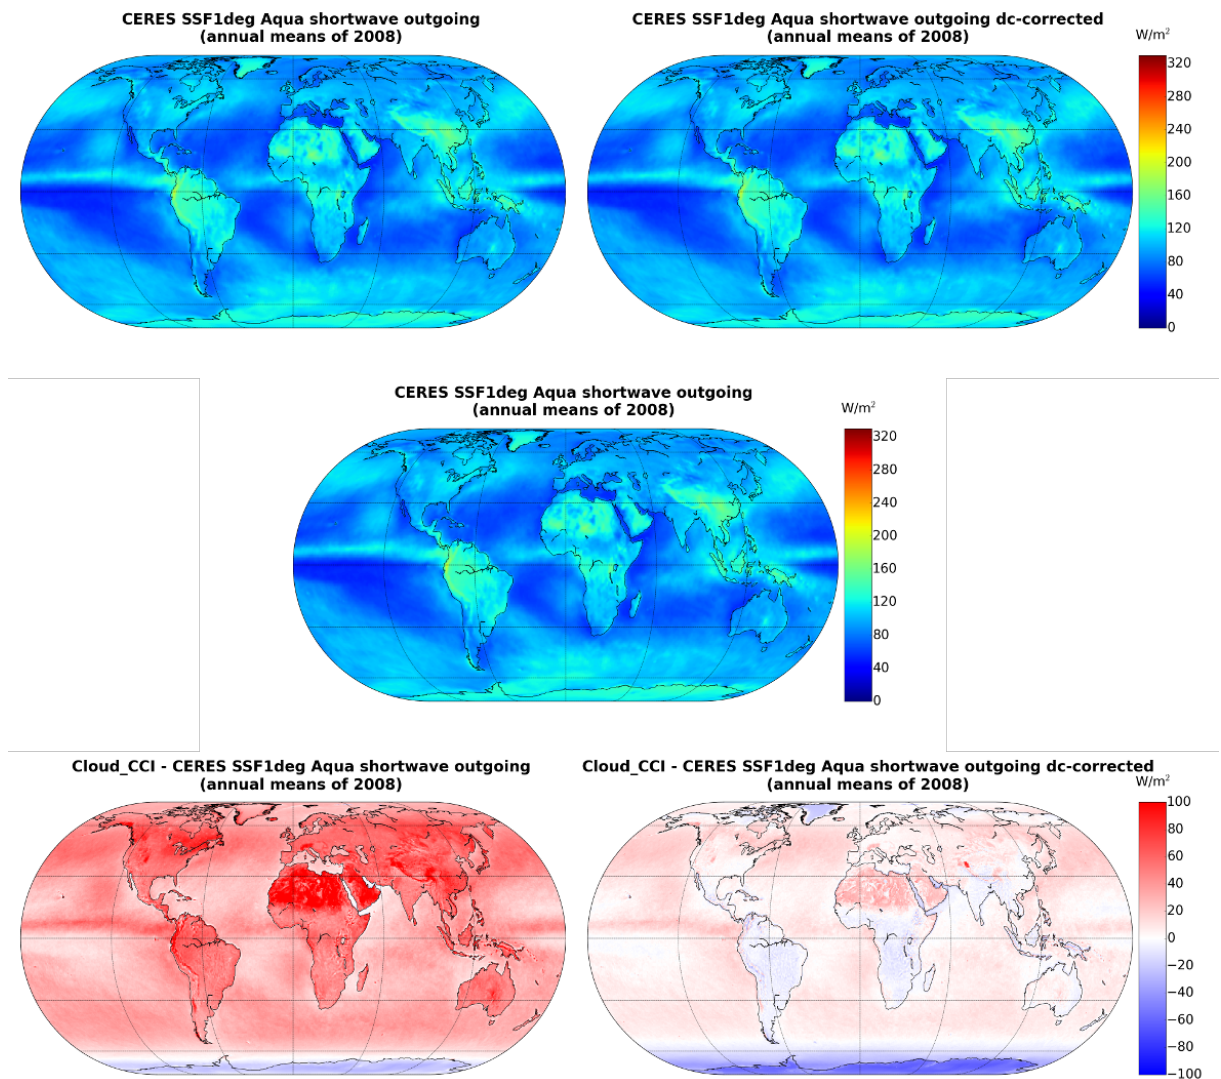 CERES SSF1deg Aqua shortwave outgoing
(annual means of 2008)
CERES SSF1deg Aqua shortwave outgoing dc-corrected
(annual means of 2008)
W/m²
320
280
240
200
160
120
80
40
0
CERES SSF1deg Aqua shortwave outgoing
(annual means of 2008)
W/m²
320
280
240
200
160
120
80
40
0
Cloud_CCI - CERES SSF1deg Aqua shortwave outgoing
(annual means of 2008)
Cloud_CCI - CERES SSF1deg Aqua shortwave outgoing dc-corrected
(annual means of 2008)
W/m²
100
80
60
40
20
0
−20
−40
−60
−80
−100